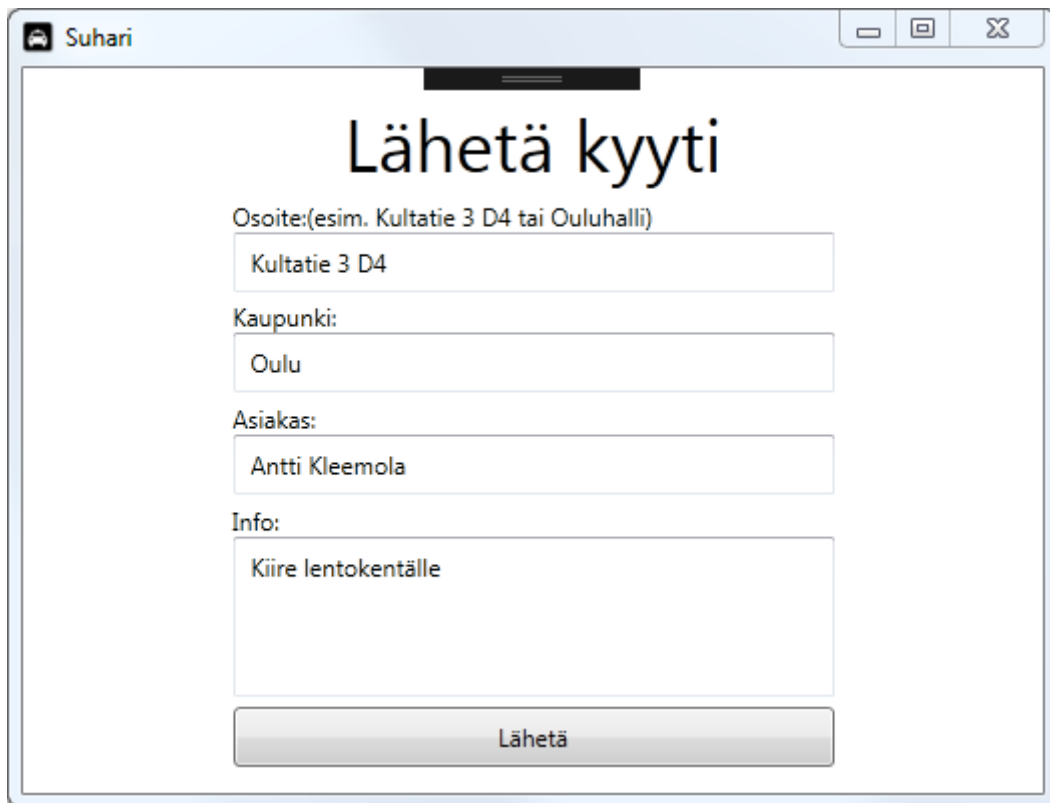 Suhari
Lähetä kyyti
Osoite:(esim. Kultatie 3 D4 tai Ouluhalli)
Kultatie 3 D4
Kaupunki:
Oulu
Asiakas:
Antti Kleemola
Info:
Kiire lentokentälle
Lähetä